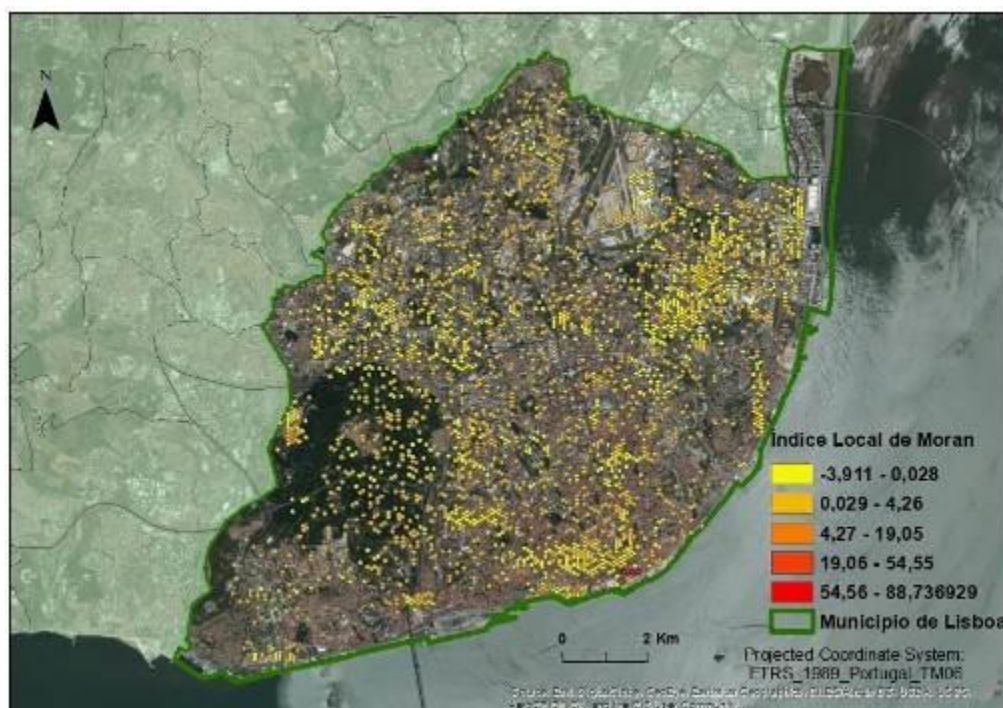 N
Índice Local de Moran
-3,911 - 0,028
0,029 - 4,26
4,27 - 19,05
19,06 - 54,55
54,56 - 88,736929
Municipio de Lisboa
0 2 Km
Projected Coordinate System:
ETRS_1989_Portugal_TM06